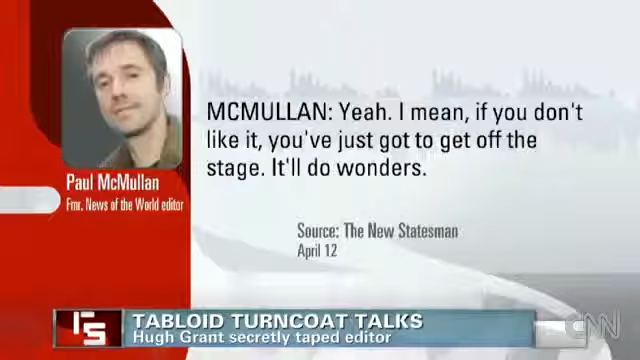 MCMULLAN: Yeah. I mean, if you don't
like it, you've just got to get off the
stage. It'll do wonders.
Paul McMullan
Fmr. News of the World editor
Source: The New Statesman
April 12
RS
TABLOID TURNCOAT TALKS
Hugh Grant secretly taped editor
CNN